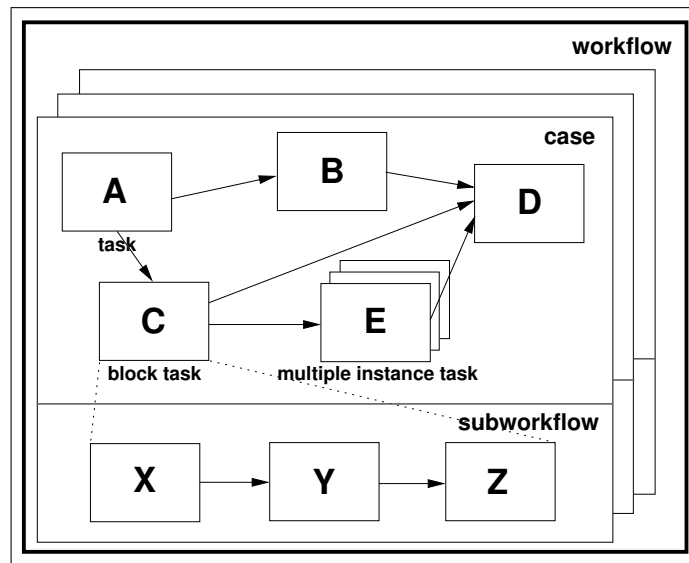 workflow
case
A
B
D
task
C
E
block task
multiple instance task
subworkflow
X
Y
Z